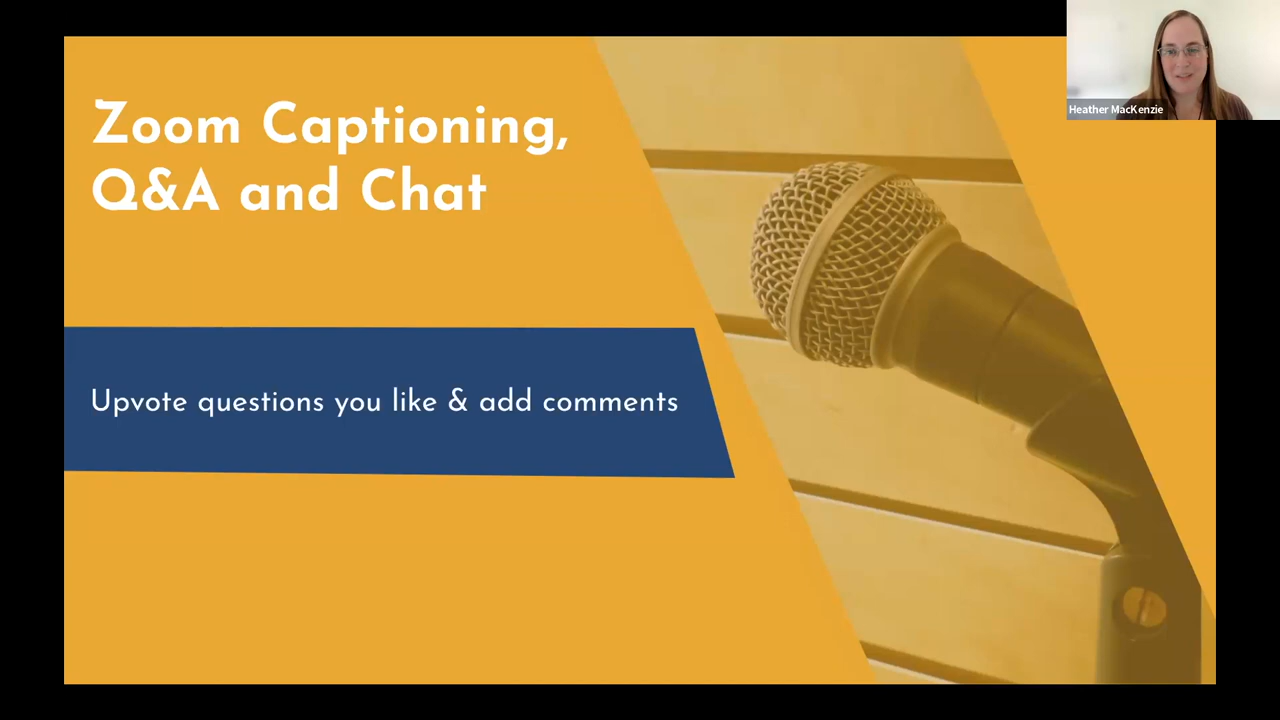 Zoom Captioning,
Q&A and Chat
Upvote questions you like & add comments
Heather MacKenzie